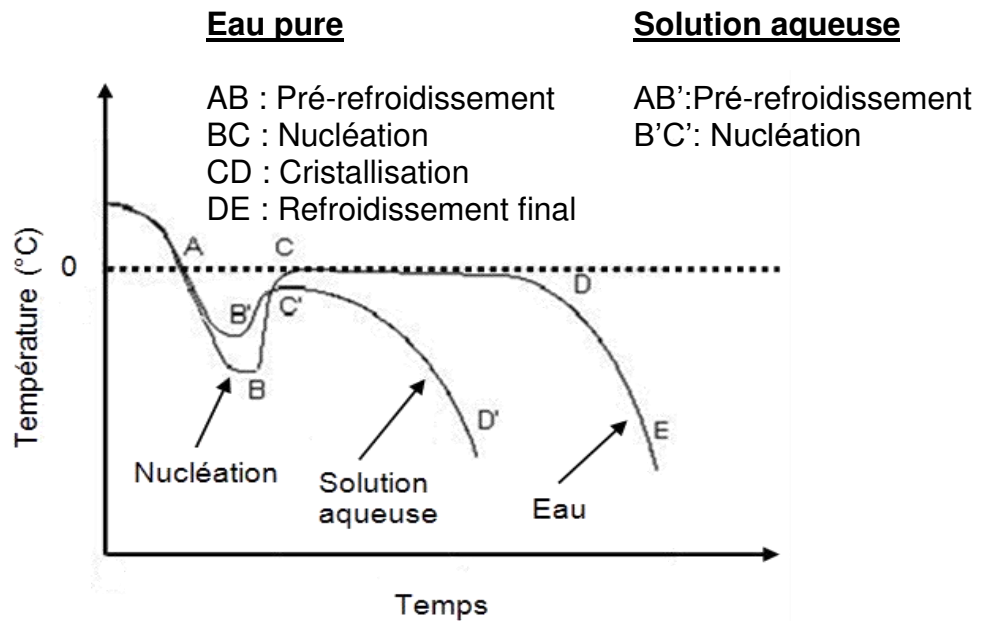 Eau pure
AB : Pré-refroidissement
BC : Nucléation
CD : Cristallisation
DE : Refroidissement final
Solution aqueuse
AB’:Pré-refroidissement
B’C’: Nucléation
Température (°C)
0
A
B'
B
C
C'
D
D'
E
Nucléation
Solution
aqueuse
Eau
Temps